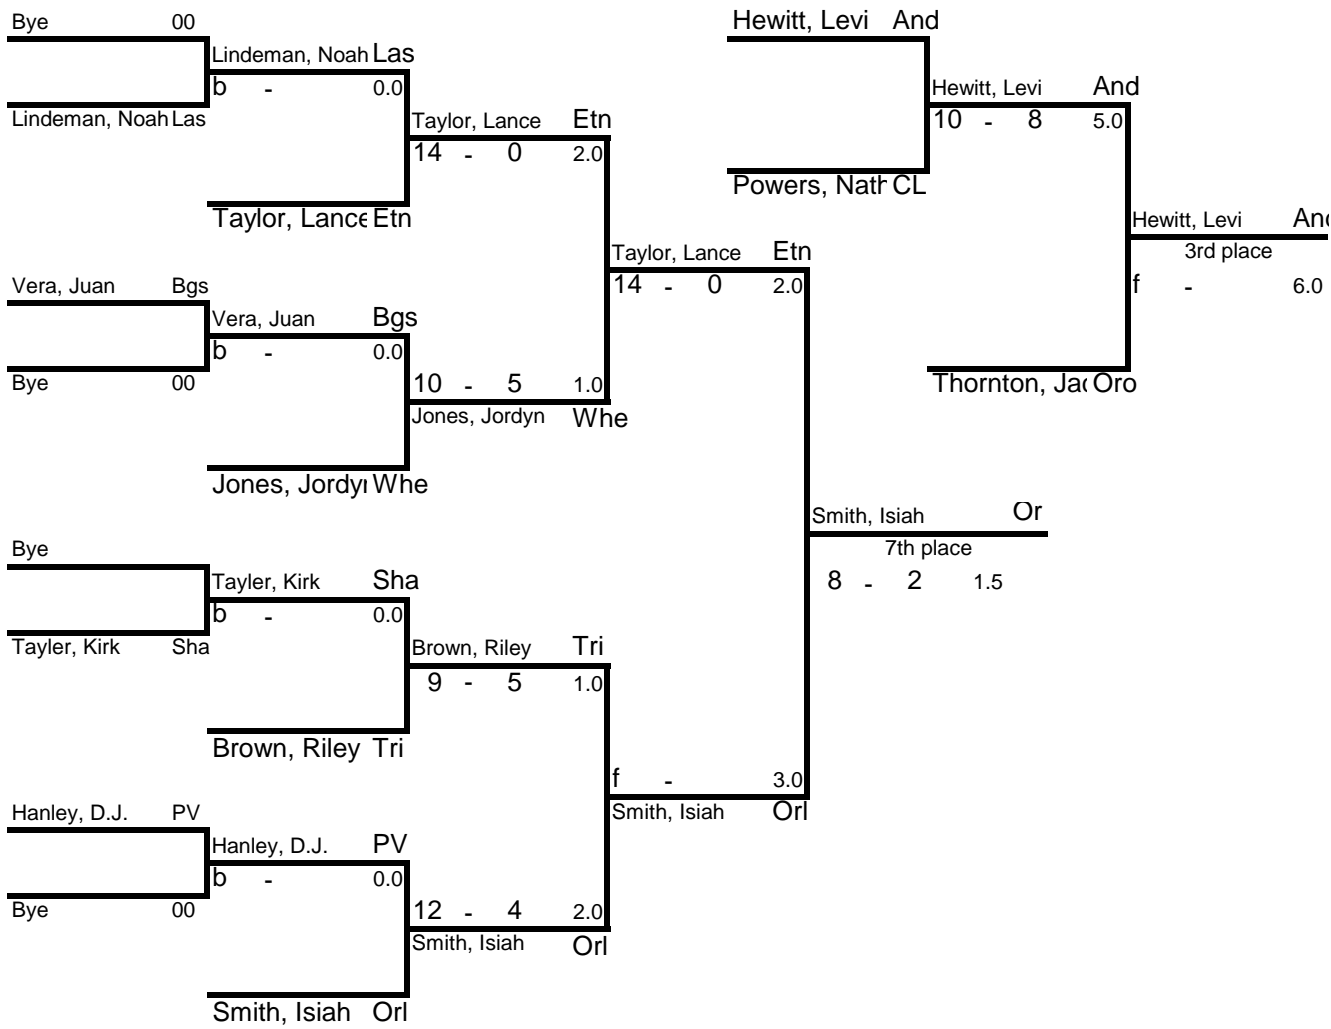 Bye 00
Lindeman, Noah Las
b - 0.0
Lindeman, Noah Las
Taylor, Lance Etn
14 - 0 2.0
Taylor, Lance Etn
Vera, Juan Bgs
Vera, Juan Bgs
b - 0.0
Bye 00
10 - 5 1.0
Jones, Jordyn Whe
Jones, Jordyn Whe
Taylor, Lance Etn
14 - 0 2.0
Bye
Tayler, Kirk Sha
b - 0.0
Tayler, Kirk Sha
Brown, Riley Tri
9 - 5 1.0
Brown, Riley Tri
f - 3.0
Smith, Isiah Orl
Hanley, D.J. PV
Hanley, D.J. PV
b - 0.0
Bye 00
12 - 4 2.0
Smith, Isiah Orl
Smith, Isiah Orl
Smith, Isiah Or
7th place
8 - 2 1.5
Hewitt, Levi And
Hewitt, Levi And
10 - 8 5.0
Powers, Nath CL
Hewitt, Levi And
3rd place
f - 6.0
Thornton, Jac Oro